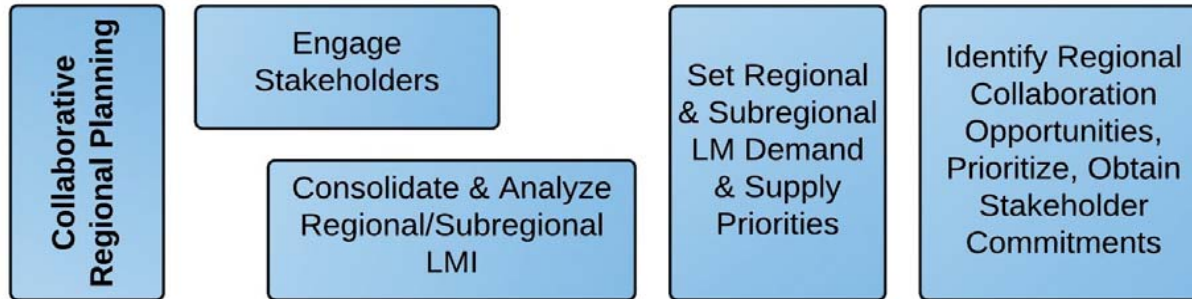 Collaborative
Regional Planning
Engage
Stakeholders
Consolidate & Analyze
Regional/Subregional
LMI
Set Regional
& Subregional
LM Demand
& Supply
Priorities
Identify Regional
Collaboration
Opportunities,
Prioritize, Obtain
Stakeholder
Commitments